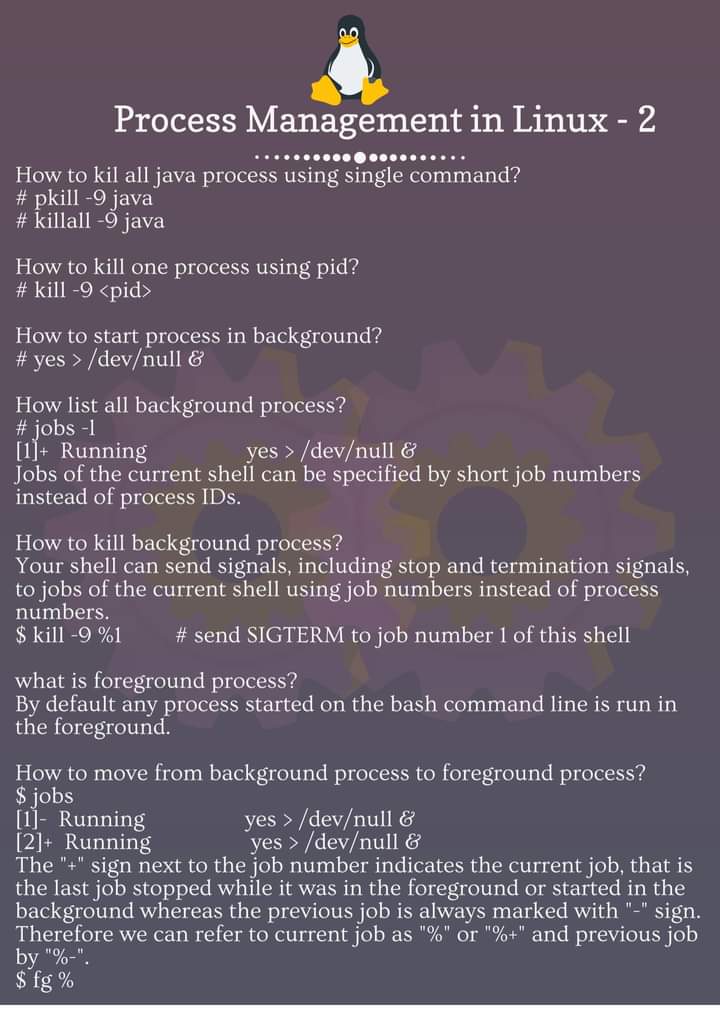 Process Management in Linux - 2
How to kil all java process using single command?
# pkill -9 java
# killall -9 java
How to kill one process using pid?
# kill -9 <pid>
How to start process in background?
# yes > /dev/null &
How list all background process?
# jobs -l
[1]+ Running yes > /dev/null &
Jobs of the current shell can be specified by short job numbers
instead of process IDs.
How to kill background process?
Your shell can send signals, including stop and termination signals,
to jobs of the current shell using job numbers instead of process
numbers.
$ kill -9 %1 # send SIGTERM to job number 1 of this shell
what is foreground process?
By default any process started on the bash command line is run in
the foreground.
How to move from background process to foreground process?
$ jobs
[1]- Running yes > /dev/null &
[2]+ Running yes > /dev/null &
The "+" sign next to the job number indicates the current job, that is
the last job stopped while it was in the foreground or started in the
background whereas the previous job is always marked with "-" sign.
Therefore we can refer to current job as "%" or "%+" and previous job
by "%-".
$ fg %